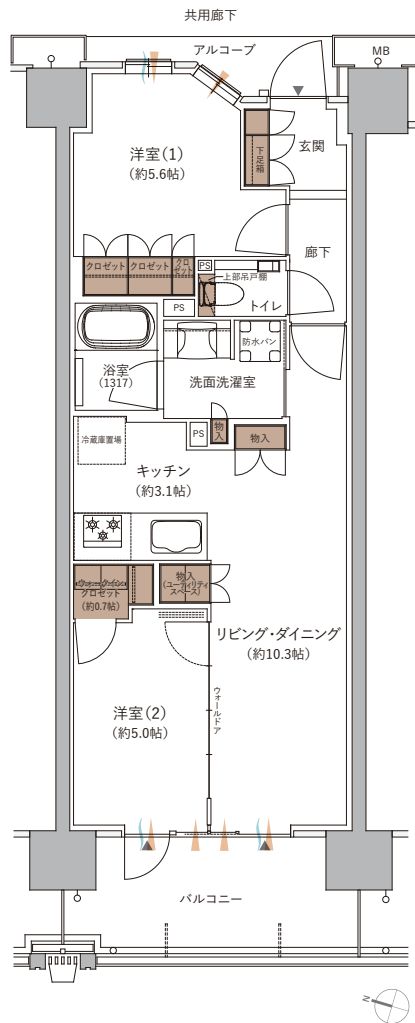 共用廊下
アルコーブ
MB
洋室(1)
(約5.6帖)
下足箱
玄関
廊下
クロゼット
クロゼット
クロゼット
PS
上部吊戸棚
トイレ
PS
防水パン
浴室
(1317)
洗面洗濯室
冷蔵庫置場
PS
物入
物入
キッチン
(約3.1帖)
クロゼット
(約0.7帖)
物入
(ユーティリティ
スペース)
リビング・ダイニング
(約10.3帖)
洋室(2)
(約5.0帖)
ウォールドア
バルコニー
N